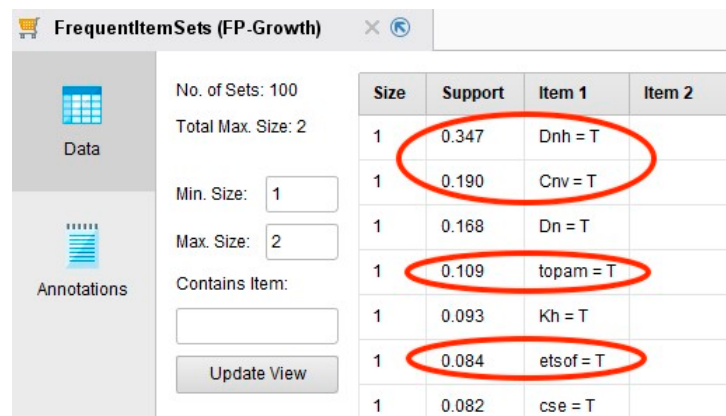 FrequentItemSets (FP-Growth)
Data
Annotations
No. of Sets: 100
Total Max. Size: 2
Min. Size: 1
Max. Size: 2
Contains Item:
Update View
Size Support Item 1 Item 2
1 0.347 Dnh = T
1 0.190 Cnv = T
1 0.168 Dn = T
1 0.109 topam = T
1 0.093 Kh = T
1 0.084 etsof = T
1 0.082 cse = T